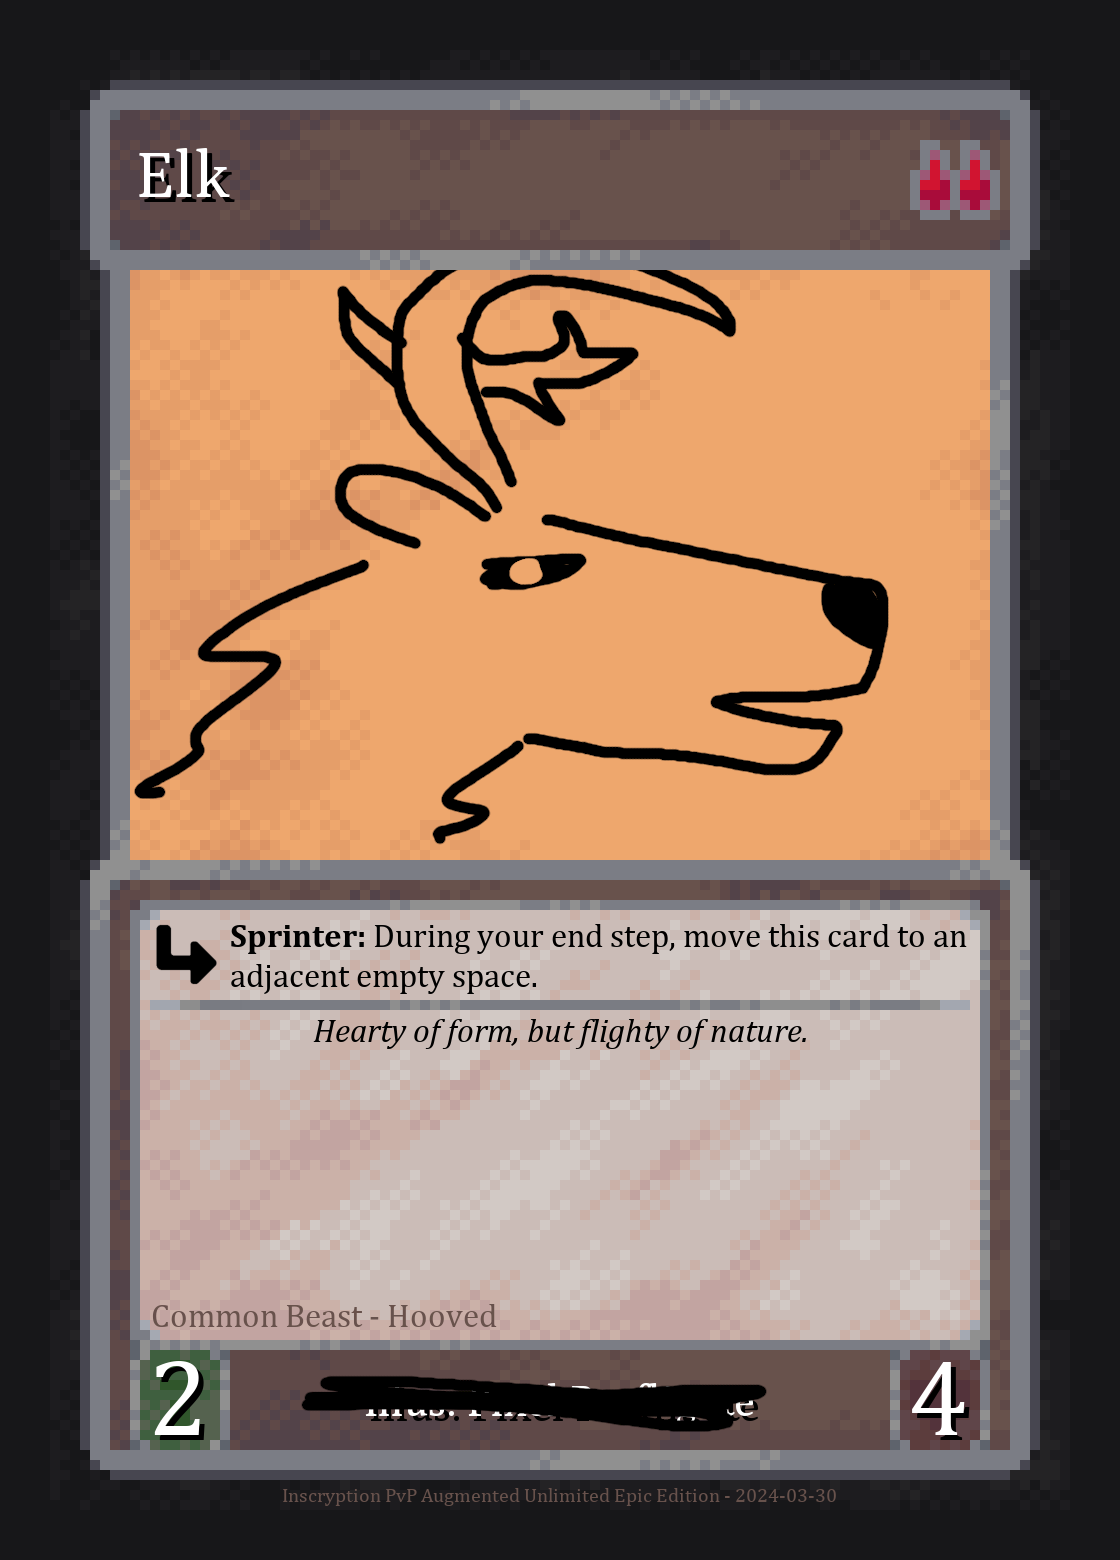 Elk
Sprinter: During your end step, move this card to an
adjacent empty space.
Hearty of form, but flighty of nature.
Common Beast - Hooved
2
4
Inscryption PvP Augmented Unlimited Epic Edition - 2024-03-30